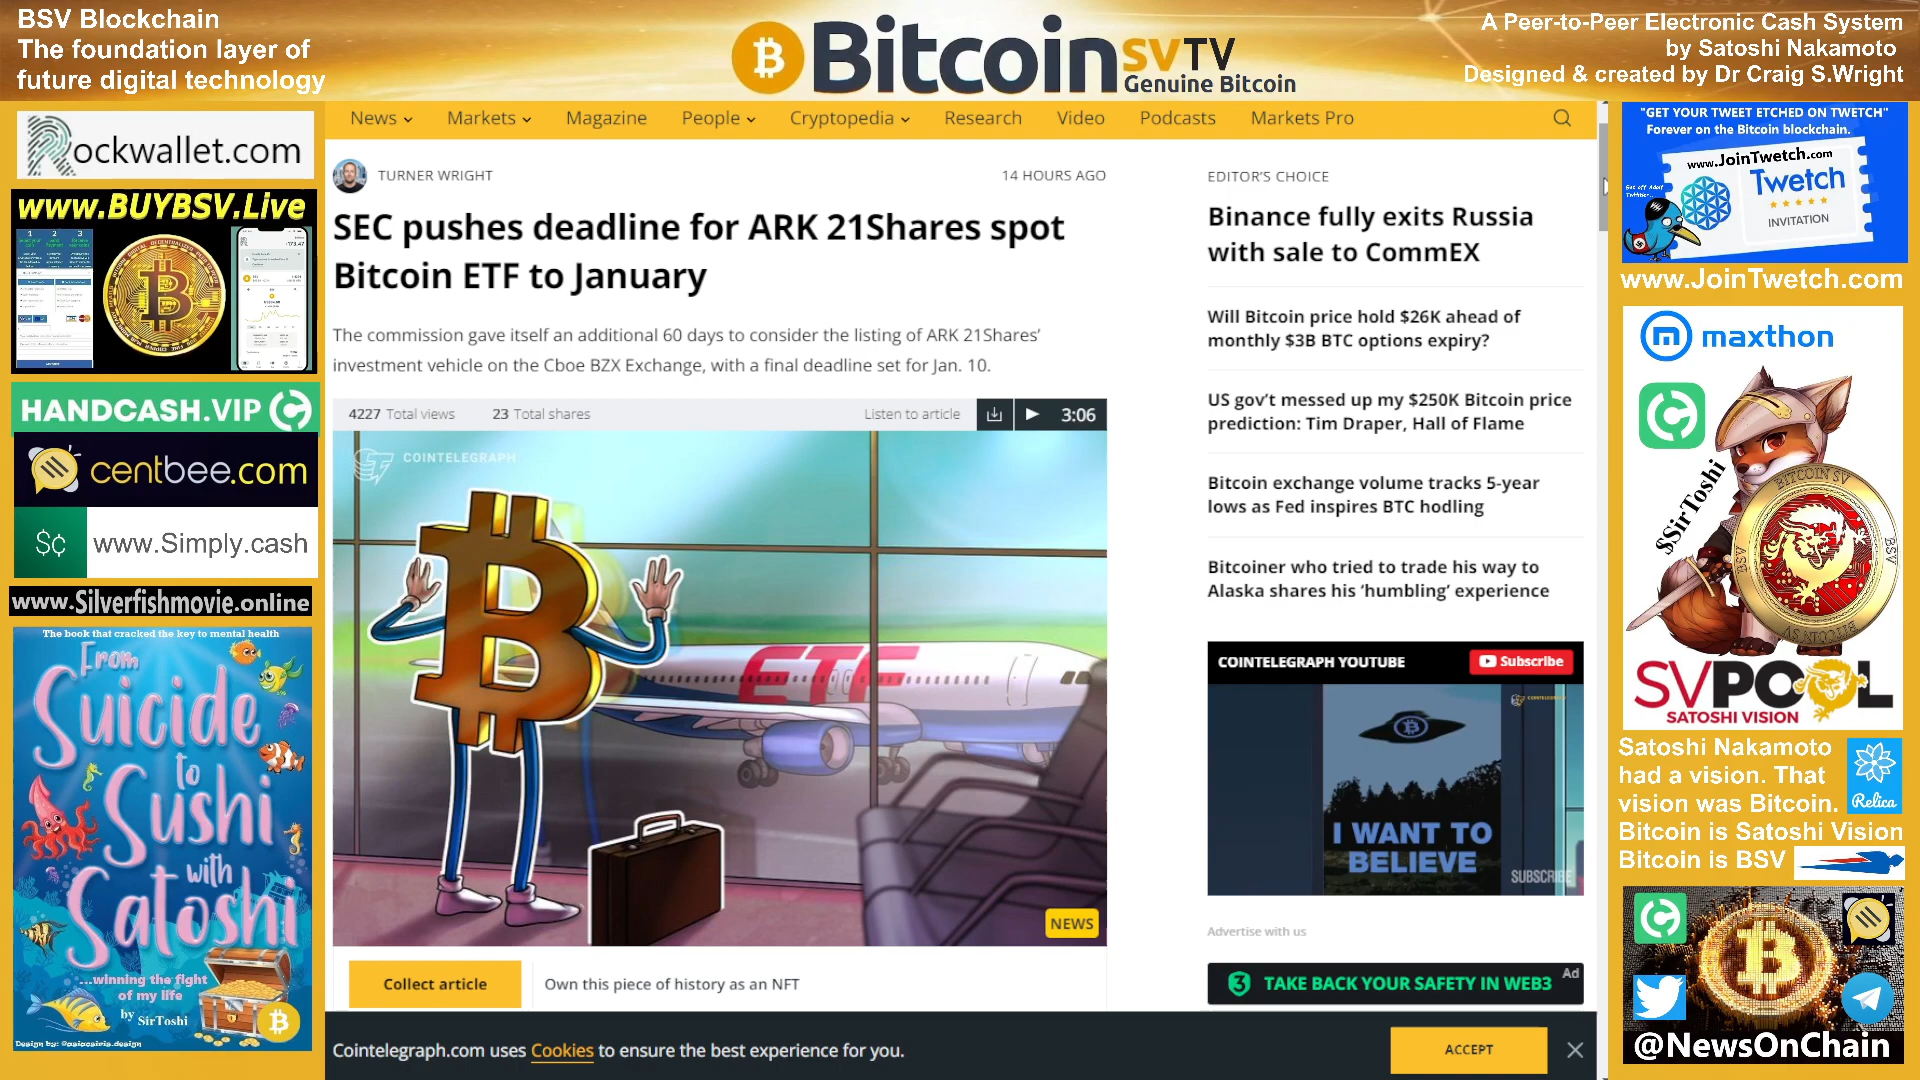 BSV Blockchain
The foundation layer of
future digital technology
Bitcoin SVTV
Genuine Bitcoin
A Peer-to-Peer Electronic Cash System
by Satoshi Nakamoto
Designed & created by Dr Craig S.Wright
News
Markets
Magazine
People
Cryptopedia
Research
Video
Podcasts
Markets Pro
Rockwallet.com
www.BUYBSV.Live
HANDCASH.VIP
centbee.com
$¢ www.Simply.cash
www.Silverfishmovie.online
The book that cracked the key to mental health
From
Suicide
to
Sushi
with
Satoshi
...winning the fight
of my life
by SirToshi
TURNER WRIGHT
14 HOURS AGO
SEC pushes deadline for ARK 21Shares spot
Bitcoin ETF to January
The commission gave itself an additional 60 days to consider the listing of ARK 21Shares’
investment vehicle on the Cboe BZX Exchange, with a final deadline set for Jan. 10.
4227 Total views
23 Total shares
Listen to article
3:06
COINTELEGRAPH
ETF
NEWS
Collect article
Own this piece of history as an NFT
EDITOR’S CHOICE
Binance fully exits Russia
with sale to CommEX
Will Bitcoin price hold $26K ahead of
monthly $3B BTC options expiry?
US gov’t messed up my $250K Bitcoin price
prediction: Tim Draper, Hall of Fame
Bitcoin exchange volume tracks 5-year
lows as Fed inspires BTC hodling
Bitcoiner who tried to trade his way to
Alaska shares his ‘humbling’ experience
COINTELEGRAPH YOUTUBE
Subscribe
I WANT TO
BELIEVE
SUBSCRIBE
Advertise with us
TAKE BACK YOUR SAFETY IN WEB3
Ad
Cointelegraph.com uses Cookies to ensure the best experience for you.
ACCEPT
"GET YOUR TWEET ETCHED ON TWETCH"
Forever on the Bitcoin blockchain.
www.JoinTwetch.com
Twetch
INVITATION
www.JoinTwetch.com
maxthon
$SirToshi
BITCOIN SV
BSV
BSV
BITCOIN SV
SVPOOL
SATOSHI VISION
Satoshi Nakamoto
had a vision. That
vision was Bitcoin.
Relica
Bitcoin is Satoshi Vision
Bitcoin is BSV
@NewsOnChain